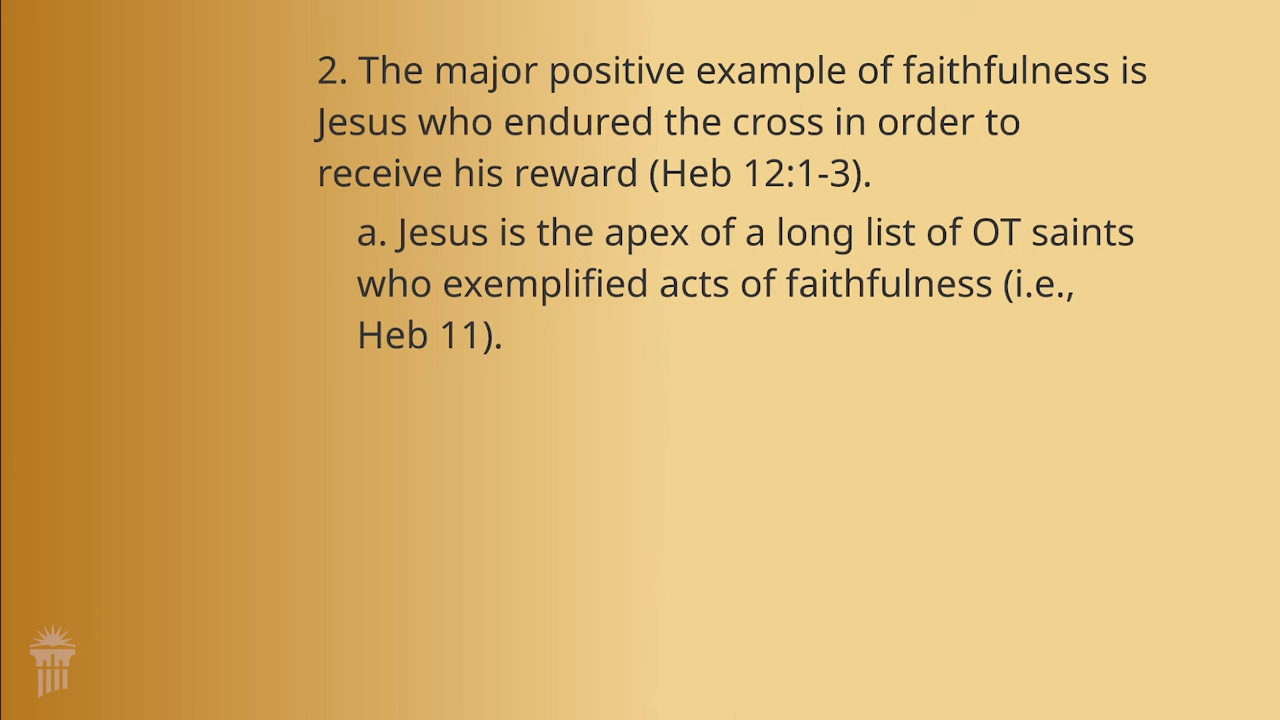 2. The major positive example of faithfulness is
Jesus who endured the cross in order to
receive his reward (Heb 12:1-3).
a. Jesus is the apex of a long list of OT saints
who exemplified acts of faithfulness (i.e.,
Heb 11).